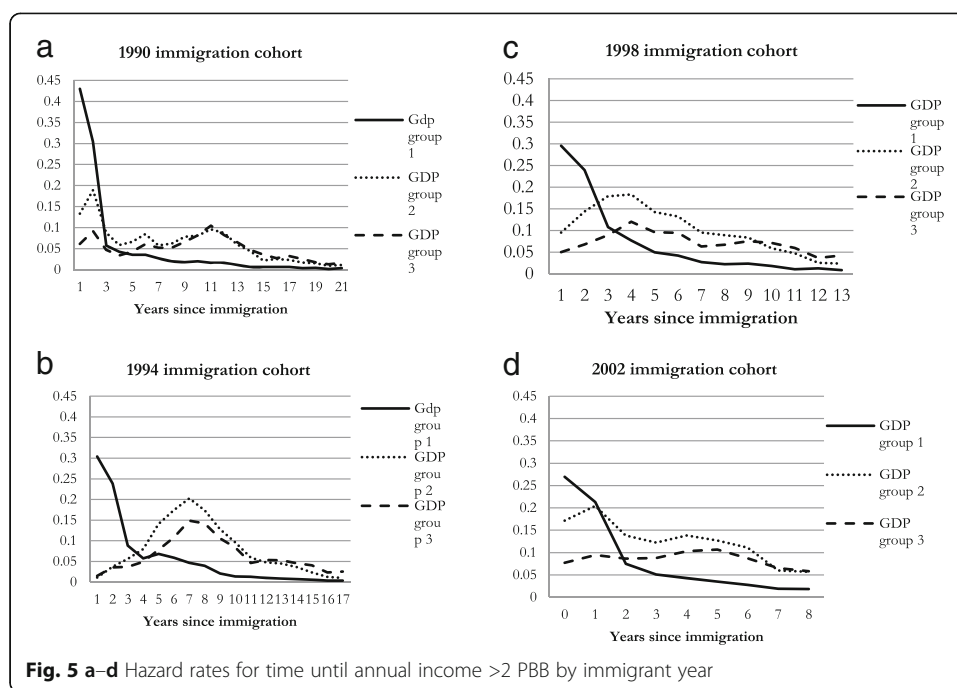 a
1990 immigration cohort
0.45
0.4
0.35
0.3
0.25
0.2
0.15
0.1
0.05
0
1 3 5 7 9 11 13 15 17 19 21
Years since immigration
Gdp
group
1
GDP
group
2
GDP
group
3
c
1998 immigration cohort
0.45
0.4
0.35
0.3
0.25
0.2
0.15
0.1
0.05
0
1 2 3 4 5 6 7 8 9 10 11 12 13
Years since immigration
GDP
group
1
GDP
group
2
GDP
group
3
b
1994 immigration cohort
0.45
0.4
0.35
0.3
0.25
0.2
0.15
0.1
0.05
0
1 2 3 4 5 6 7 8 9 10 11 12 13 14 15 16 17
Years since immigration
Gdp
grou
p 1
GDP
grou
p 2
GDP
grou
p 3
d
2002 immigration cohort
0.45
0.4
0.35
0.3
0.25
0.2
0.15
0.1
0.05
0
0 1 2 3 4 5 6 7 8
Years since immigration
GDP
group 1
GDP
group 2
GDP
group 3
Fig. 5 a–d Hazard rates for time until annual income >2 PBB by immigrant year